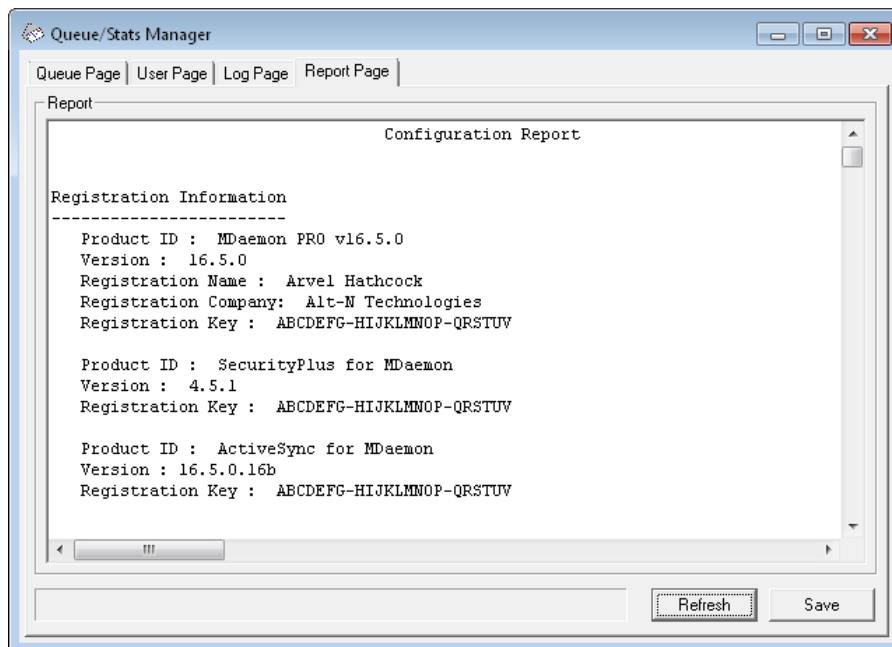 Queue/Stats Manager
Queue Page User Page Log Page Report Page
Report
Configuration Report
Registration Information
------------------------
Product ID :  MDaemon PRO v16.5.0
Version :  16.5.0
Registration Name :  Arvel Hathcock
Registration Company:  Alt-N Technologies
Registration Key :  ABCDEFG-HIJKLMNOP-QRSTUV
Product ID :  SecurityPlus for MDaemon
Version :  4.5.1
Registration Key :  ABCDEFG-HIJKLMNOP-QRSTUV
Product ID :  ActiveSync for MDaemon
Version : 16.5.0.16b
Registration Key :  ABCDEFG-HIJKLMNOP-QRSTUV
Refresh Save